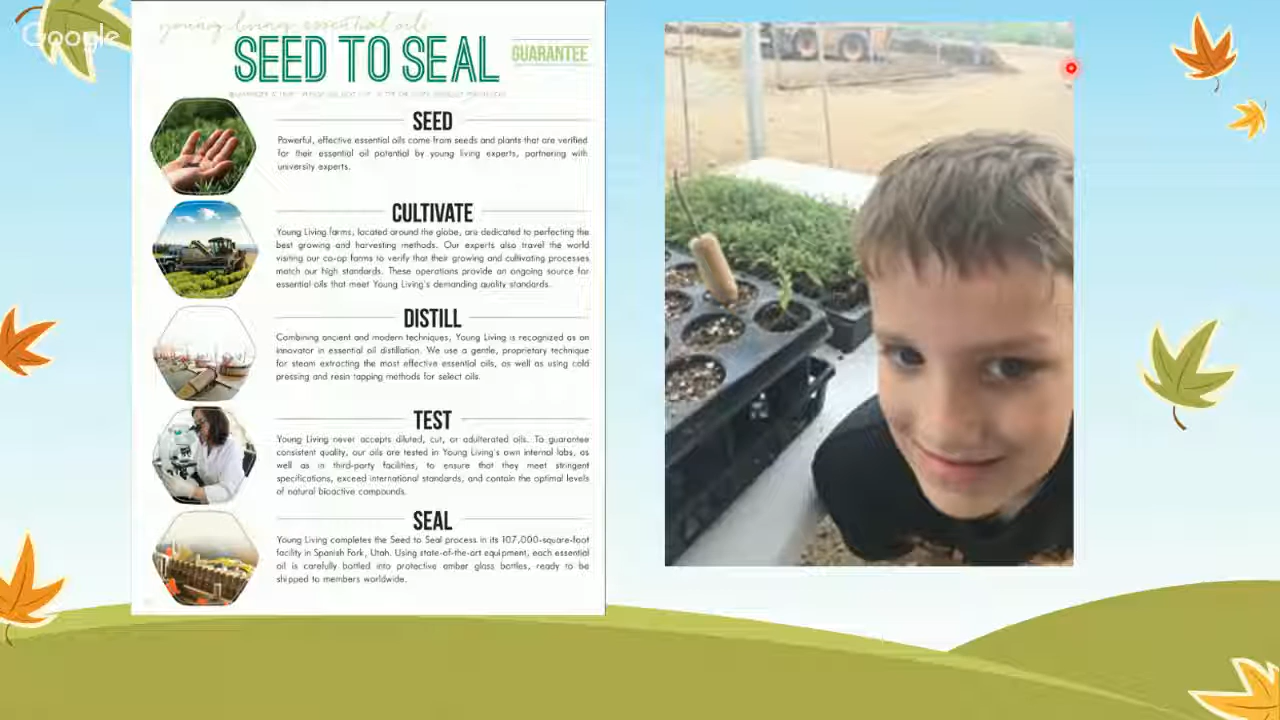 Google
young living essential oils
SEED TO SEAL
GUARANTEE
SEED
Powerful, effective essential oils come from seeds and plants that are verified
for their essential oil potential by young living experts, partnering with
university experts.
CULTIVATE
Young Living farms, located around the globe, are dedicated to perfecting the
best growing and harvesting methods. Our experts also travel the world
visiting our co-op farms to verify that their growing and cultivating processes
match our high standards. These operations provide an ongoing source for
essential oils that meet Young Living's demanding quality standards.
DISTILL
Combining ancient and modern techniques, Young Living is recognized as an
innovator in essential oil distillation. We use a gentle, proprietary technique
for steam extracting the most effective essential oils, as well as using cold
pressing and resin tapping methods for select oils.
TEST
Young Living never accepts diluted, cut, or adulterated oils. To guarantee
consistent quality, our oils are tested in Young Living's own internal labs, as
well as in third-party facilities, to ensure that they meet stringent
specifications, exceed international standards, and contain the optimal levels
of natural bioactive compounds.
SEAL
Young Living completes the Seed to Seal process in its 107,000-square-foot
facility in Spanish Fork, Utah. Using state-of-the-art equipment, each essential
oil is carefully bottled into protective amber glass bottles, ready to be
shipped to members worldwide.